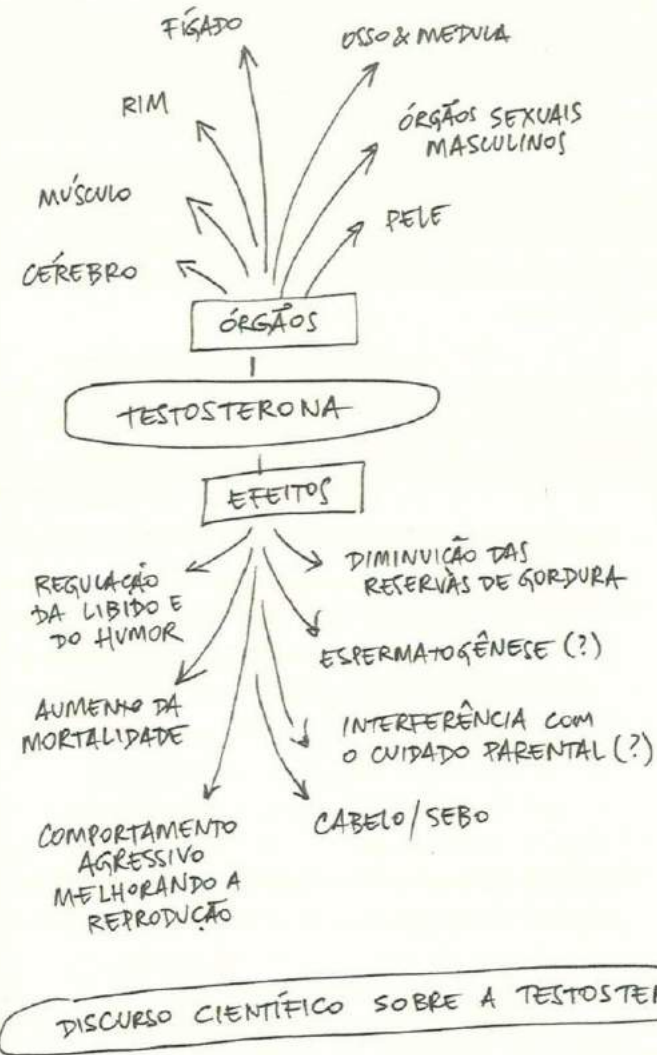 FÍGADO
OSSO & MEDULA
RIM
ÓRGÃOS SEXUAIS
MASCULINOS
MÚSCULO
PELE
CÉREBRO
ÓRGÃOS
TESTOSTERONA
EFEITOS
REGULAÇÃO
DA LIBIDO E
DO HUMOR
DIMINUIÇÃO DAS
RESERVAS DE GORDURA
ESPERMATOGÊNESE (?)
AUMENTO DA
MORTALIDADE
INTERFERÊNCIA COM
O CUIDADO PARENTAL (?)
COMPORTAMENTO
AGRESSIVO
MELHORANDO A
REPRODUÇÃO
CABELO/SEBO
DISCURSO CIENTÍFICO SOBRE A TESTOSTER